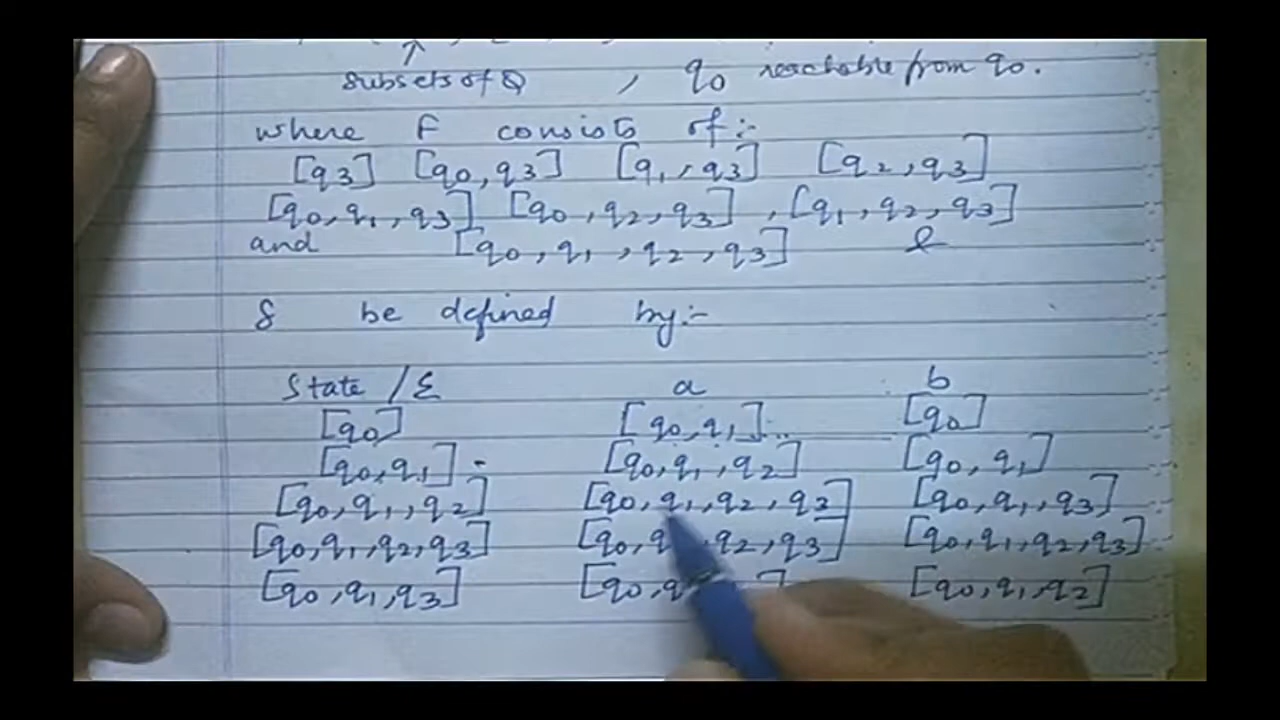 ↑
subsets of Q , q0 reachable from q0.
where F consists of :-
[q3] [q0, q3] [q1, q3] [q2, q3]
[q0, q1, q3] [q0, q2, q3] , [q1, q2, q3]
and [q0, q1, q2, q3] &
δ be defined by :-
State / Σ a b
[q0] [q0, q1] [q0]
[q0, q1] [q0, q1, q2] [q0, q1]
[q0, q1, q2] [q0, q1, q2, q3] [q0, q1, q3]
[q0, q1, q2, q3] [q0, q2, q3] [q0, q1, q2, q3]
[q0, q1, q3] [q0, ] [q0, q1, q2]